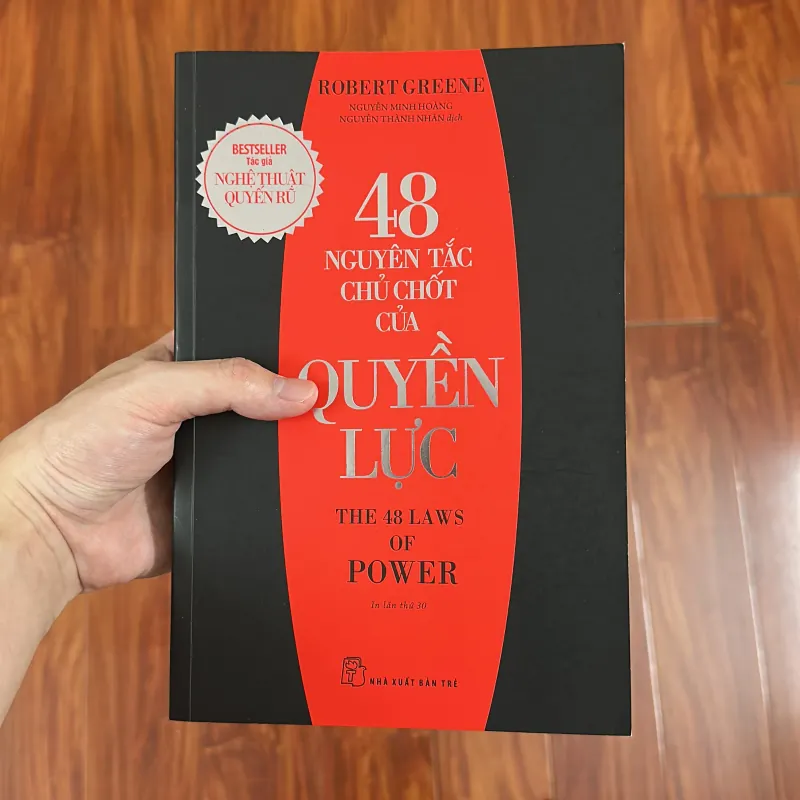 ROBERT GREENE
NGUYỄN MINH HOÀNG
NGUYỄN THÀNH NHÂN dịch
BESTSELLER
Tác giả
NGHỆ THUẬT
QUYẾN RŨ
48
NGUYÊN TẮC
CHỦ CHỐT
CỦA
QUYỀN
LỰC
THE 48 LAWS
OF
POWER
In lần thứ 30
NHÀ XUẤT BẢN TRẺ